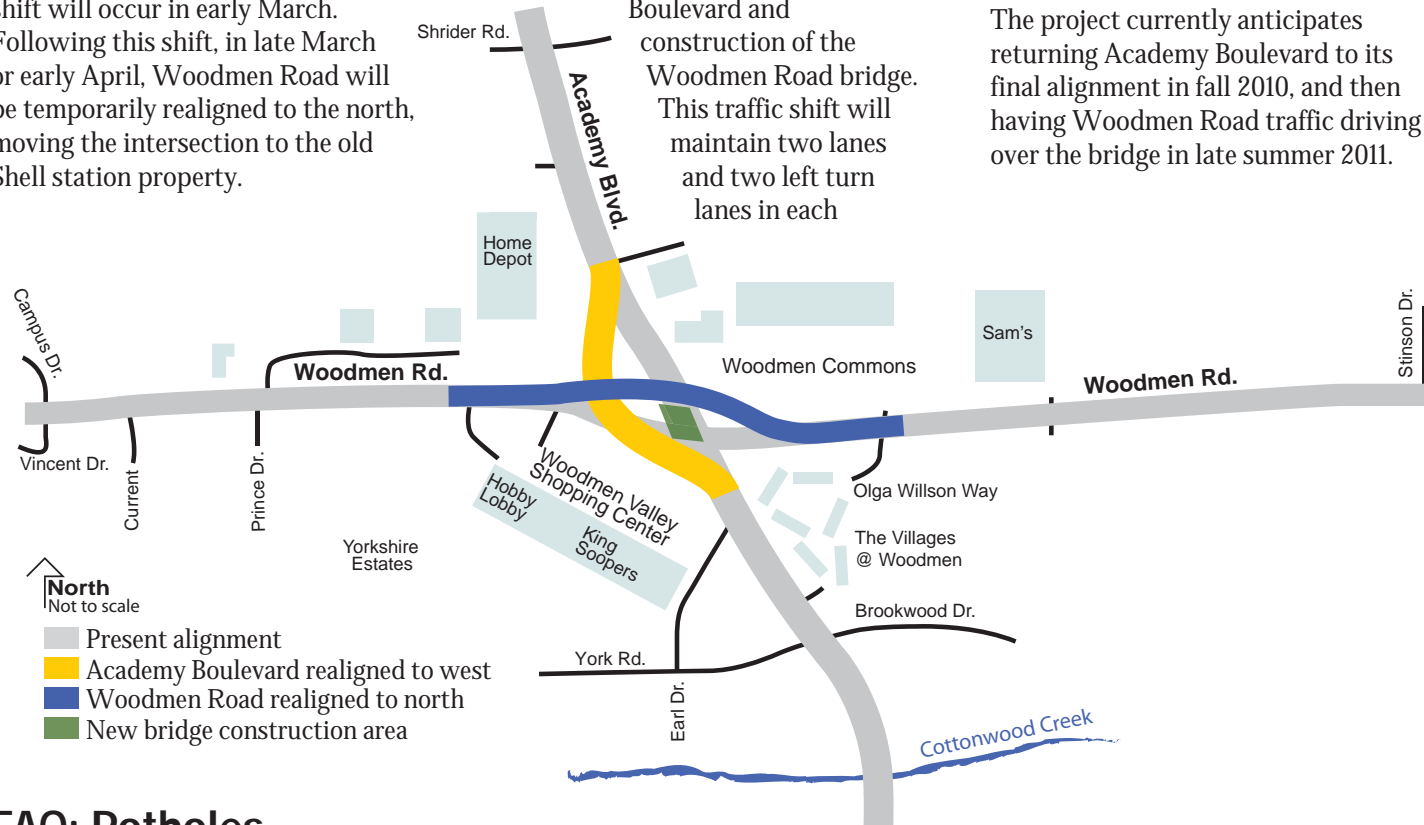 shift will occur in early March.
Following this shift, in late March
or early April, Woodmen Road will
be temporarily realigned to the north,
moving the intersection to the old
Shell station property.
Boulevard and
construction of the
Woodmen Road bridge.
This traffic shift will
maintain two lanes
and two left turn
lanes in each
The project currently anticipates
returning Academy Boulevard to its
final alignment in fall 2010, and then
having Woodmen Road traffic driving
over the bridge in late summer 2011.
Shrider Rd.
Academy Blvd.
Home
Depot
Campus Dr.
Woodmen Rd.
Woodmen Commons
Sam's
Woodmen Rd.
Stinson Dr.
Vincent Dr.
Current
Prince Dr.
Woodmen Valley
Shopping Center
Hobby
Lobby
King
Soopers
Yorkshire
Estates
Olga Willson Way
The Villages
@ Woodmen
Brookwood Dr.
York Rd.
Earl Dr.
Cottonwood Creek
North
Not to scale
Present alignment
Academy Boulevard realigned to west
Woodmen Road realigned to north
New bridge construction area
FAQ: Potholes